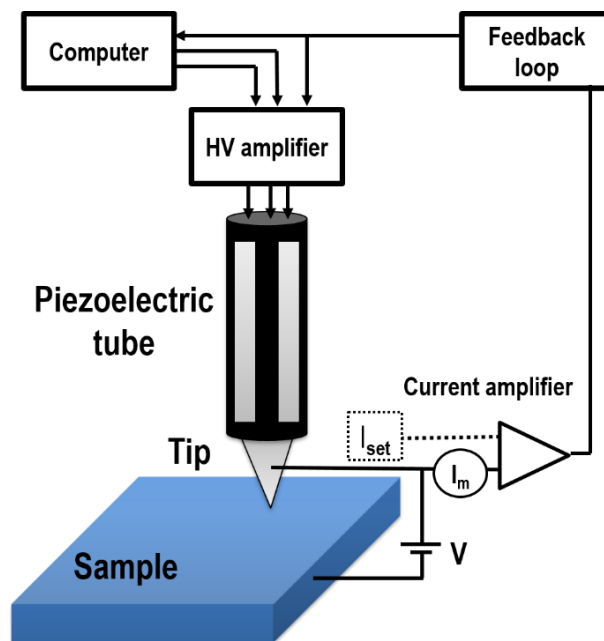 Computer
Feedback
loop
HV amplifier
Piezoelectric
tube
Current amplifier
Iset
Tip
Im
V
Sample